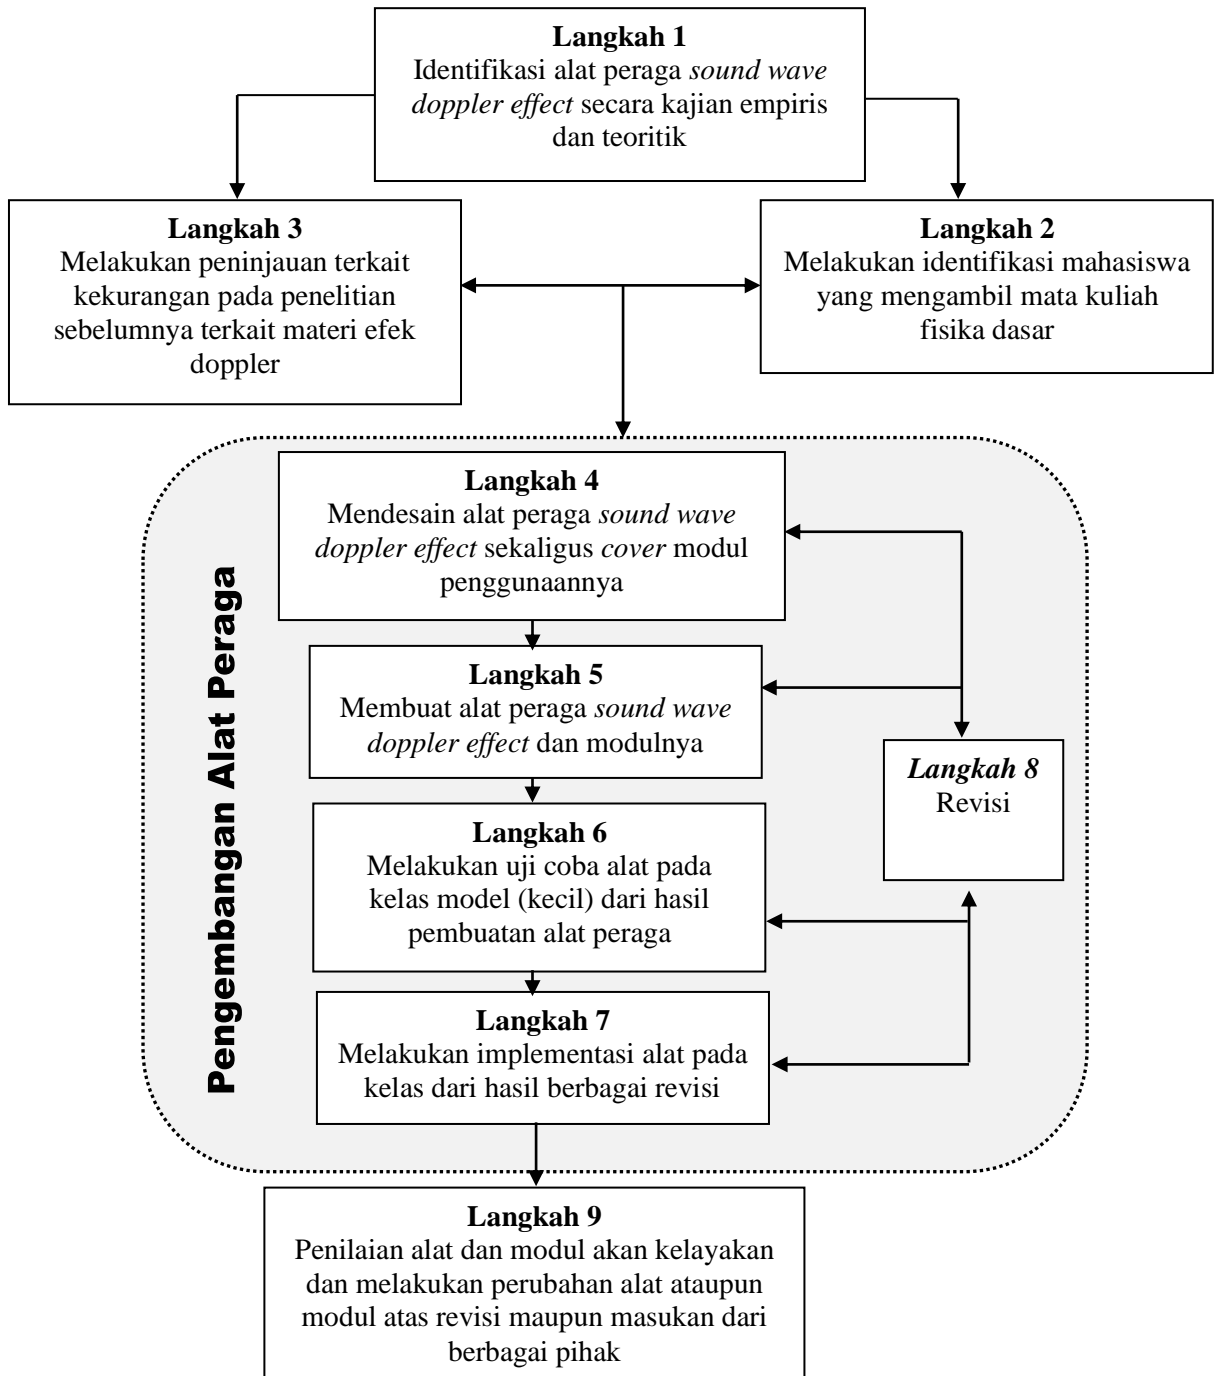 Langkah 1
Identifikasi alat peraga sound wave
doppler effect secara kajian empiris
dan teoritik
Langkah 3
Melakukan peninjauan terkait
kekurangan pada penelitian
sebelumnya terkait materi efek
doppler
Langkah 2
Melakukan identifikasi mahasiswa
yang mengambil mata kuliah
fisika dasar
Pengembangan Alat Peraga
Langkah 4
Mendesain alat peraga sound wave
doppler effect sekaligus cover modul
penggunaannya
Langkah 5
Membuat alat peraga sound wave
doppler effect dan modulnya
Langkah 8
Revisi
Langkah 6
Melakukan uji coba alat pada
kelas model (kecil) dari hasil
pembuatan alat peraga
Langkah 7
Melakukan implementasi alat pada
kelas dari hasil berbagai revisi
Langkah 9
Penilaian alat dan modul akan kelayakan
dan melakukan perubahan alat ataupun
modul atas revisi maupun masukan dari
berbagai pihak